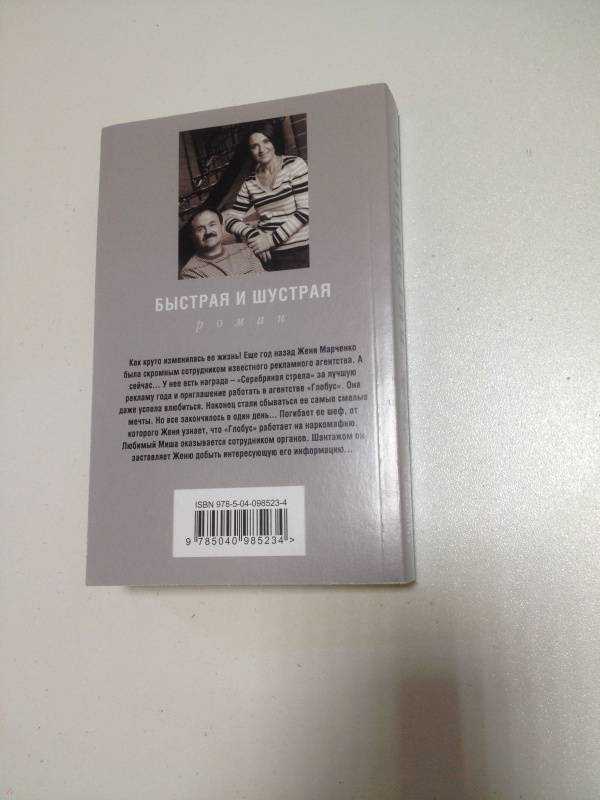 БЫСТРАЯ И ШУСТРАЯ
роман
Как круто изменилась ее жизнь! Еще год назад Женя Марченко
была скромным сотрудником известного рекламного агентства. А
сейчас... У нее есть награда – «Серебряная стрела» за лучшую
рекламу года и приглашение работать в агентстве «Глобус». Она
даже успела влюбиться. Наконец стали сбываться ее самые смелые
мечты. Но все закончилось в один день... Погибает ее шеф, от
которого Женя узнает, что «Глобус» работает на наркомафию.
Любимый Миша оказывается сотрудником органов. Шантажом он
заставляет Женю добыть интересующую его информацию...
ISBN 978-5-04-098523-4
9 785040 985234 >